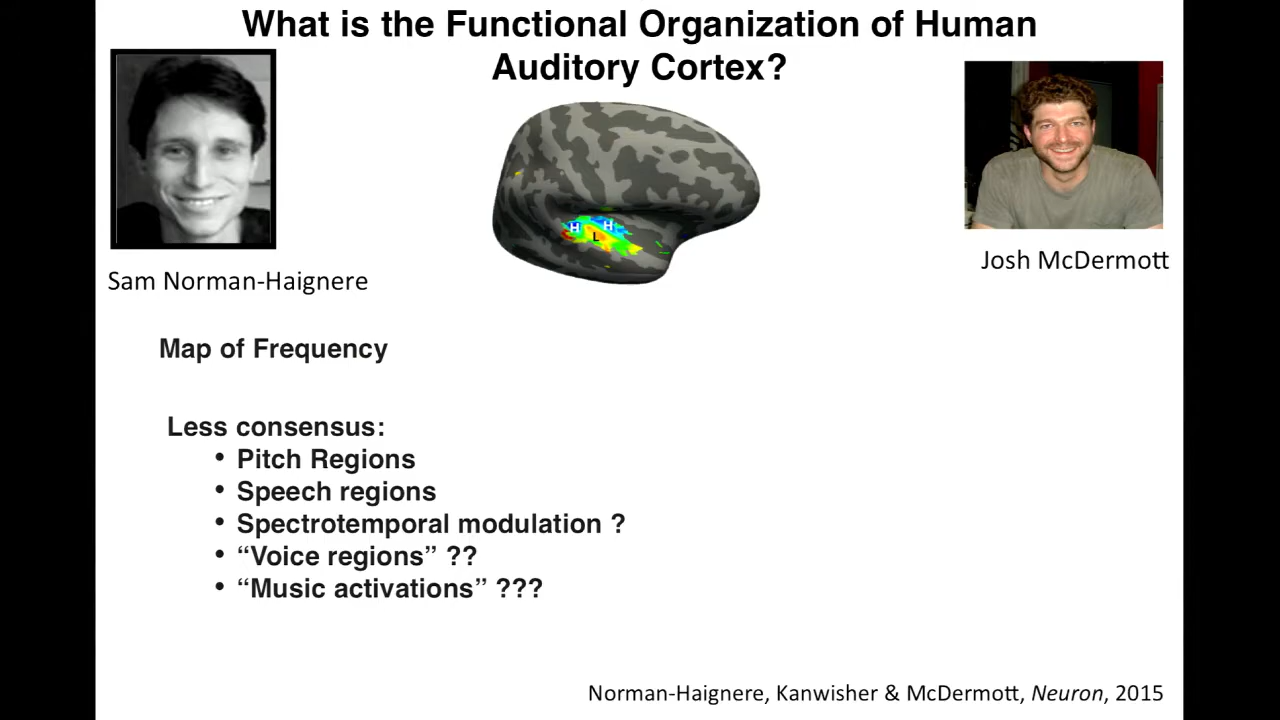 What is the Functional Organization of Human
Auditory Cortex?
H
H
L
Sam Norman-Haignere
Josh McDermott
Map of Frequency
Less consensus:
• Pitch Regions
• Speech regions
• Spectrotemporal modulation ?
• “Voice regions” ??
• “Music activations” ???
Norman-Haignere, Kanwisher & McDermott, Neuron, 2015